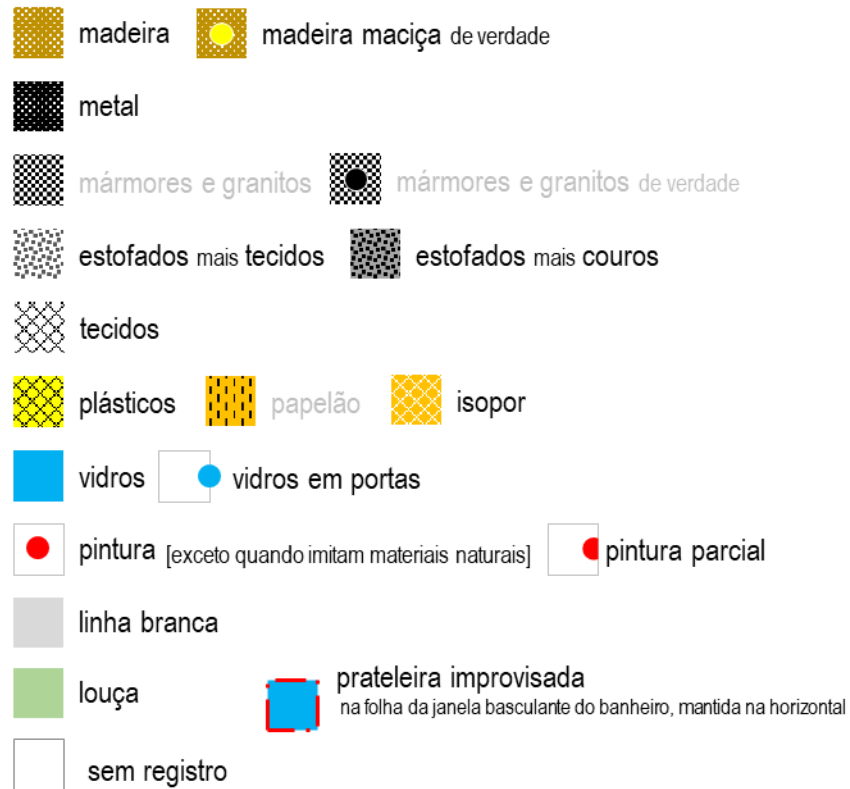 madeira madeira maciça de verdade
metal
mármores e granitos mármores e granitos de verdade
estofados mais tecidos estofados mais couros
tecidos
plásticos papelão isopor
vidros vidros em portas
pintura [exceto quando imitam materiais naturais] pintura parcial
linha branca
louça prateleira improvisada
na folha da janela basculante do banheiro, mantida na horizontal
sem registro